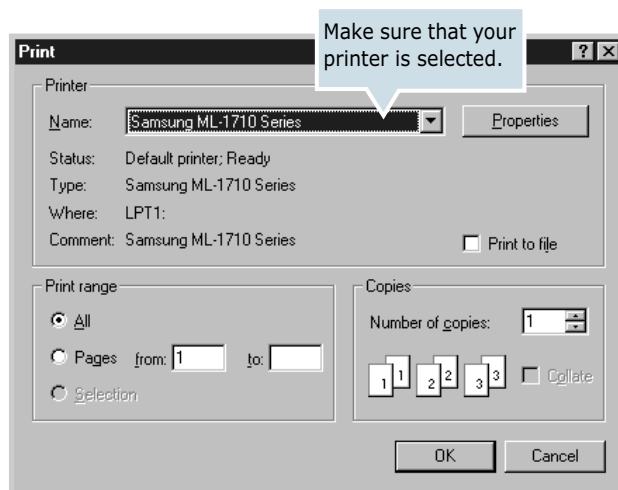 Make sure that your
printer is selected.
Print
Printer
Name: Samsung ML-1710 Series Properties
Status: Default printer; Ready
Type: Samsung ML-1710 Series
Where: LPT1:
Comment: Samsung ML-1710 Series Print to file
Print range
All
Pages from: 1 to:
Selection
Copies
Number of copies: 1
1 1 2 2 3 3 Collate
OK Cancel